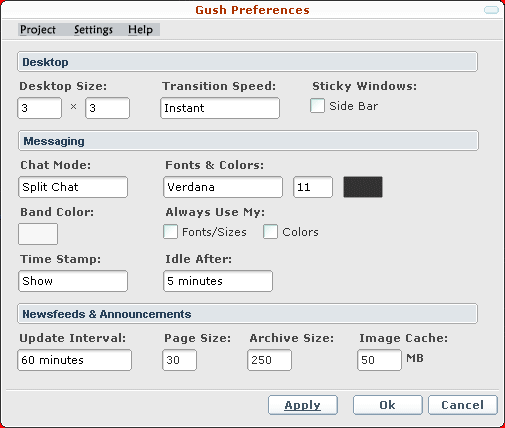 Gush Preferences
Project Settings Help
Desktop
Desktop Size: Transition Speed: Sticky Windows:
3 × 3 Instant Side Bar
Messaging
Chat Mode: Fonts & Colors:
Split Chat Verdana 11
Band Color: Always Use My:
Fonts/Sizes Colors
Time Stamp: Idle After:
Show 5 minutes
Newsfeeds & Announcements
Update Interval: Page Size: Archive Size: Image Cache:
60 minutes 30 250 50 MB
Apply Ok Cancel